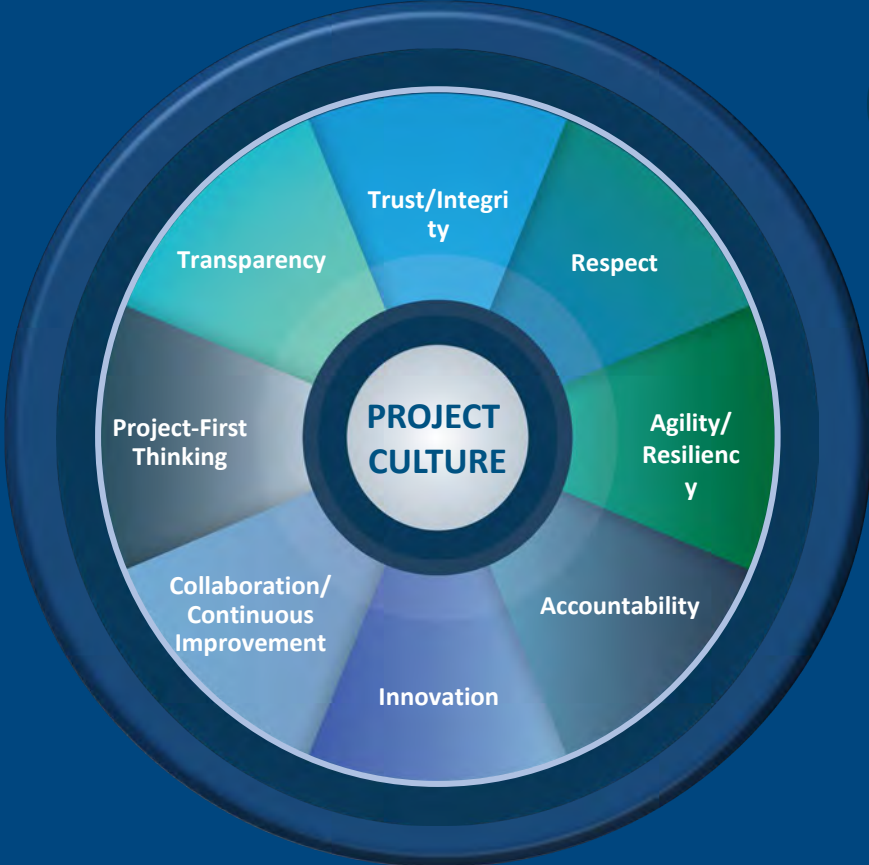 Trust/Integri
ty
Respect
Transparency
Agility/
Resilienc
y
PROJECT
CULTURE
Project-First
Thinking
Accountability
Collaboration/
Continuous
Improvement
Innovation